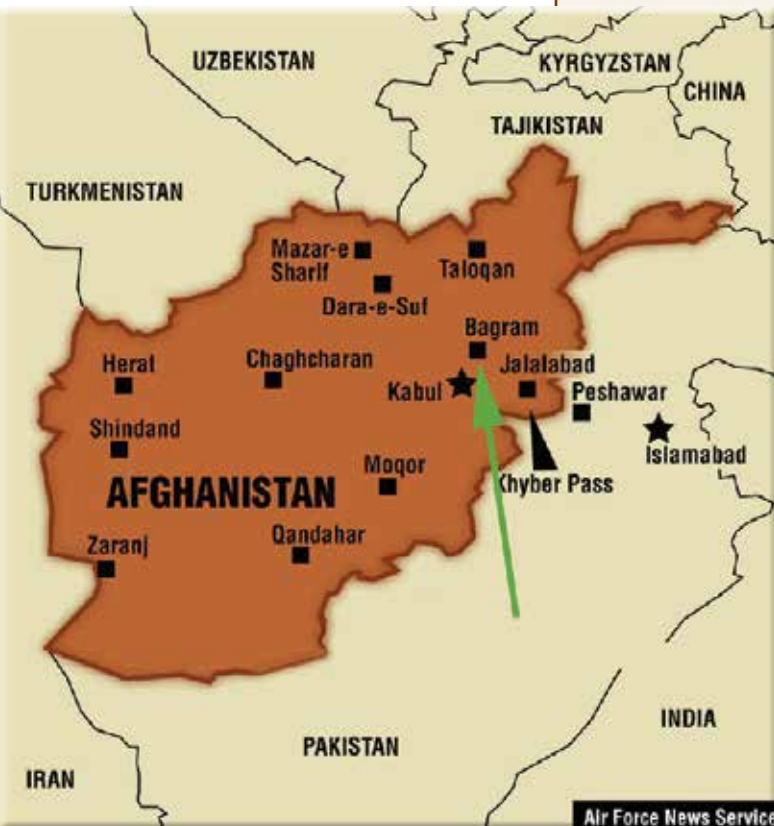 UZBEKISTAN
KYRGYZSTAN
CHINA
TAJIKISTAN
TURKMENISTAN
Mazar-e
Sharif
Taloqan
Dara-e-Suf
Bagram
Herat
Chaghcharan
Jalalabad
Kabul
Peshawar
Shindand
Islamabad
Moqor
Khyber Pass
AFGHANISTAN
Zaranj
Qandahar
INDIA
PAKISTAN
IRAN
Air Force News Service